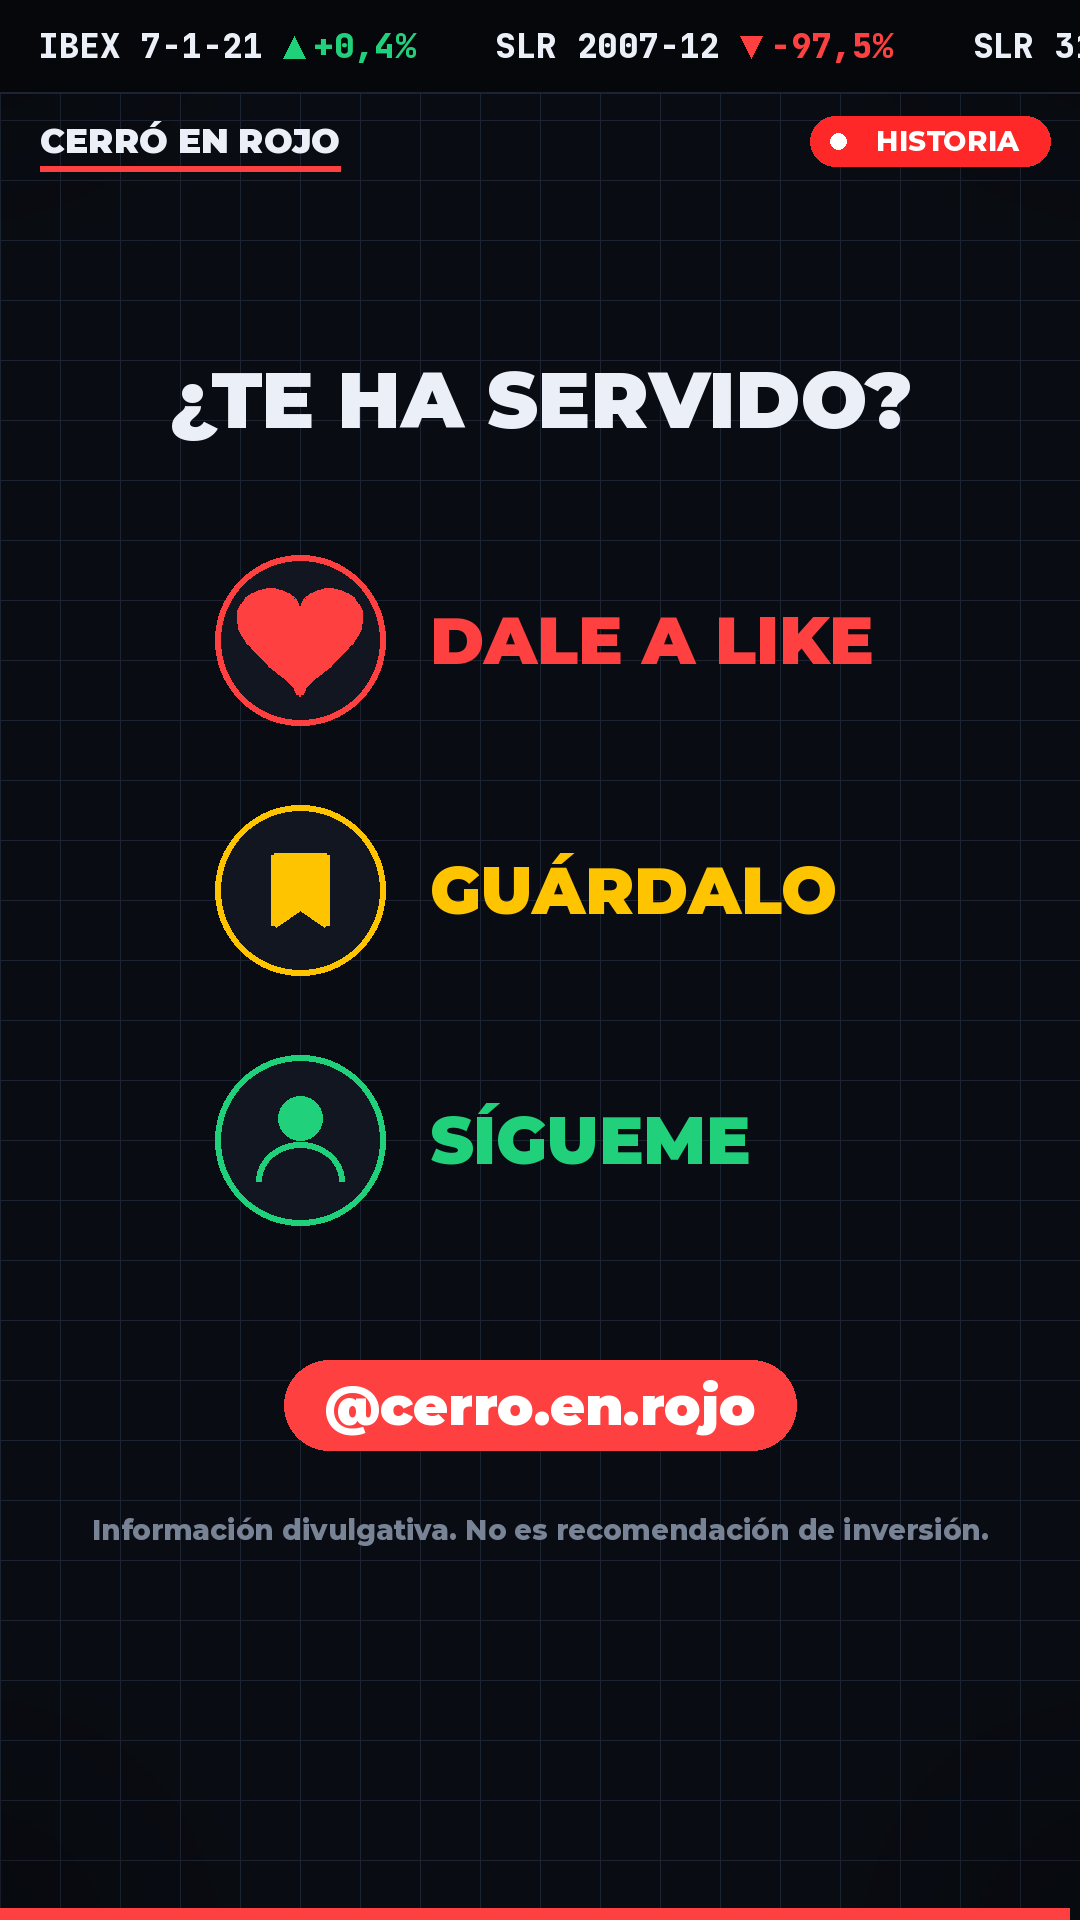 IBEX 7-1-21 ▲+0,4% SLR 2007-12 ▼-97,5% SLR
CERRÓ EN ROJO
HISTORIA
¿TE HA SERVIDO?
DALE A LIKE
GUÁRDALO
SÍGUEME
@cerro.en.rojo
Información divulgativa. No es recomendación de inversión.